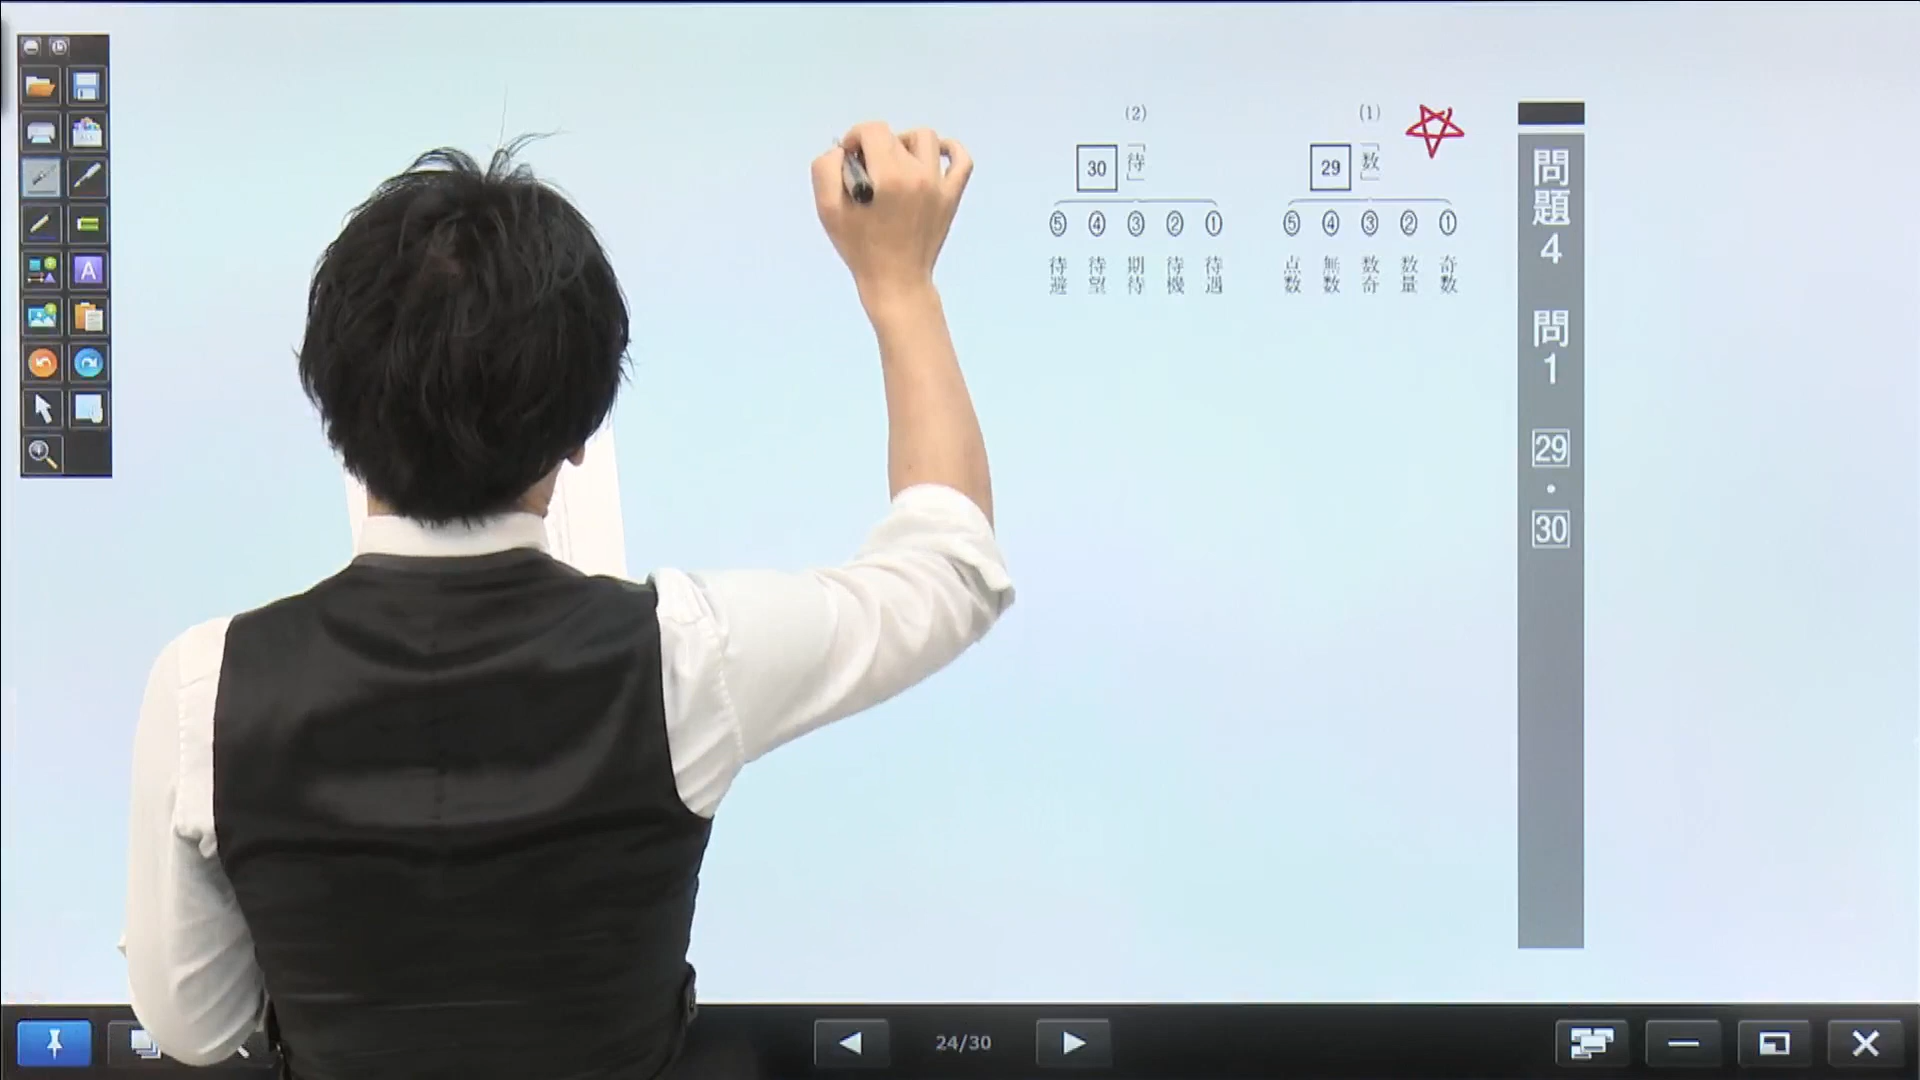 問題4 問1 29・30
(1)
「数」
29
① 奇数
② 数量
③ 数奇
④ 無数
⑤ 点数
(2)
「待」
30
① 待遇
② 待機
③ 期待
④ 待望
⑤ 待避
A
24/30